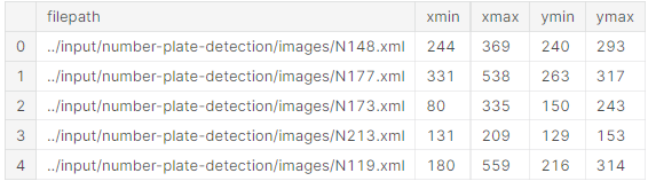 filepath xmin xmax ymin ymax
0 ../input/number-plate-detection/images/N148.xml 244 369 240 293
1 ../input/number-plate-detection/images/N177.xml 331 538 263 317
2 ../input/number-plate-detection/images/N173.xml 80 335 150 243
3 ../input/number-plate-detection/images/N213.xml 131 209 129 153
4 ../input/number-plate-detection/images/N119.xml 180 559 216 314